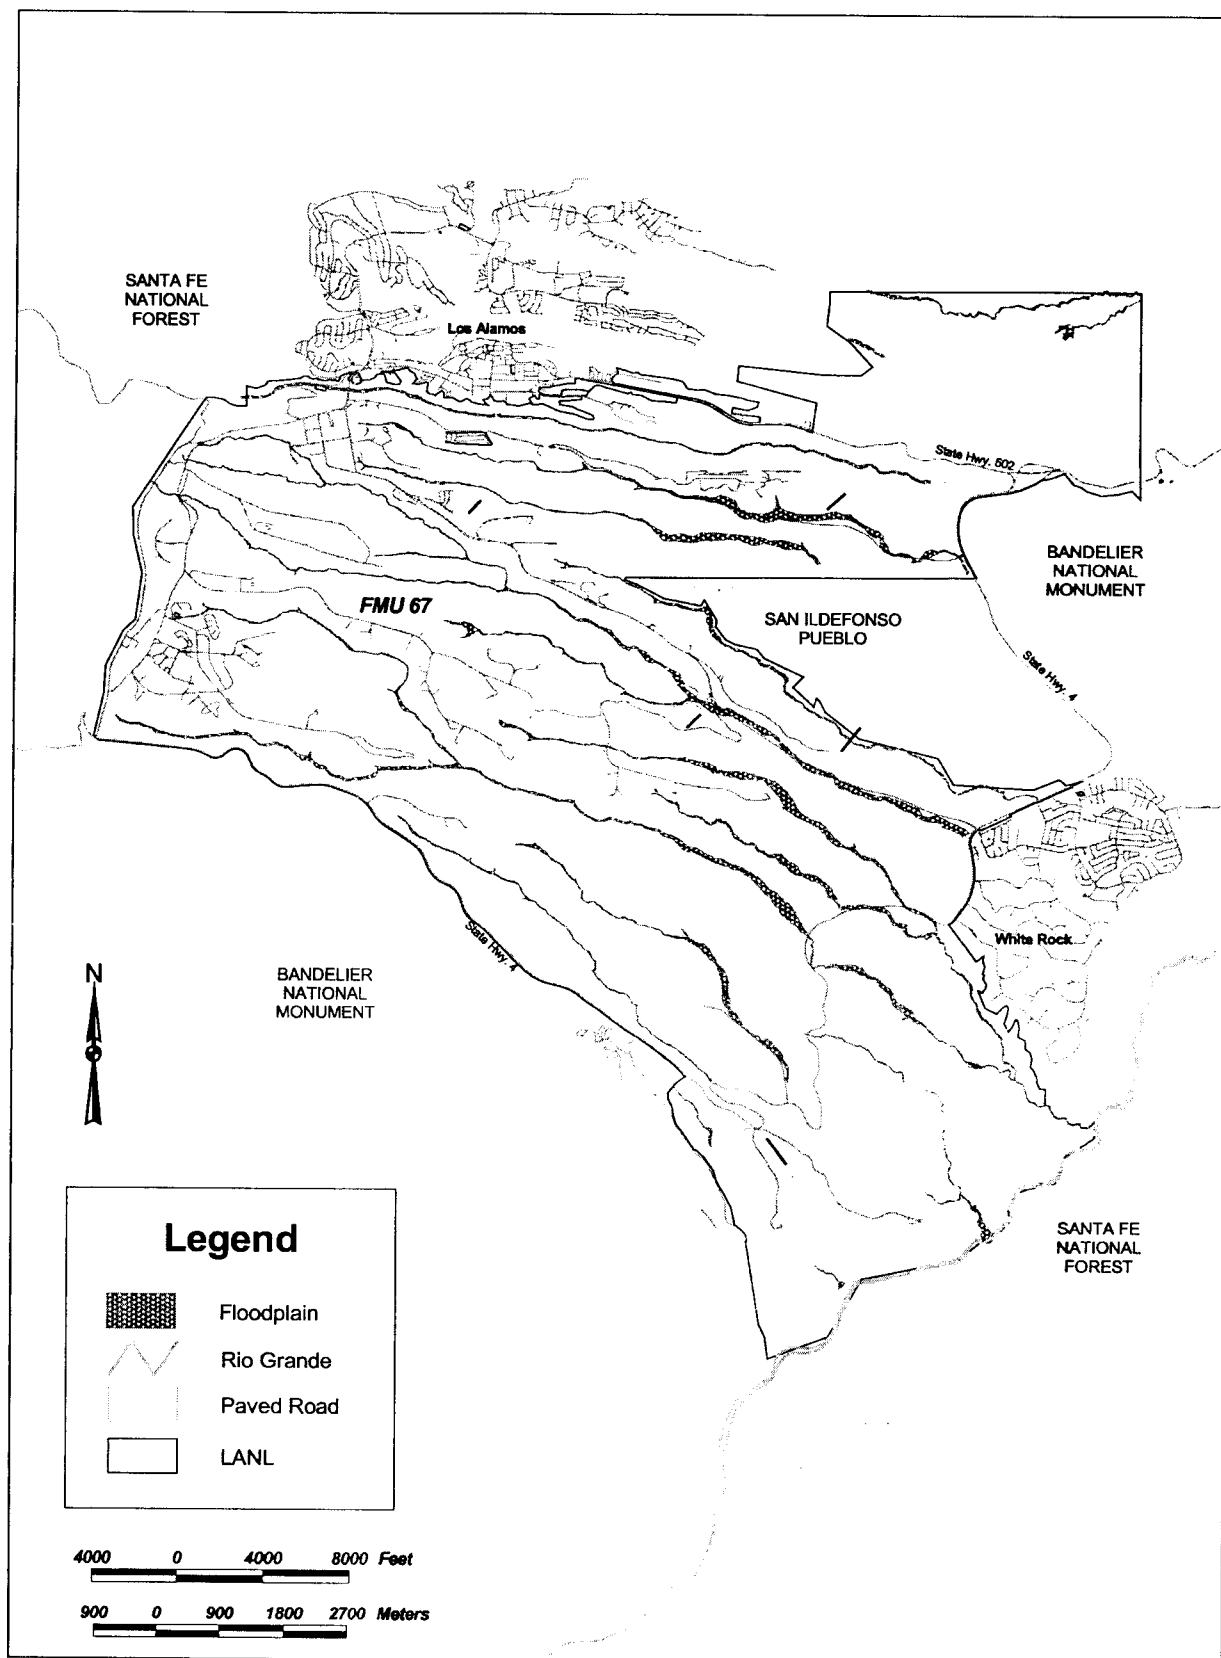 SANTA FE
NATIONAL
FOREST
Los Alamos
State Hwy. 502
BANDELIER
NATIONAL
MONUMENT
FMU 67
SAN ILDEFONSO
PUEBLO
State Hwy. 4
White Rock
State Hwy. 4
BANDELIER
NATIONAL
MONUMENT
N
SANTA FE
NATIONAL
FOREST
Legend
Floodplain
Rio Grande
Paved Road
LANL
4000 0 4000 8000 Feet
900 0 900 1800 2700 Meters